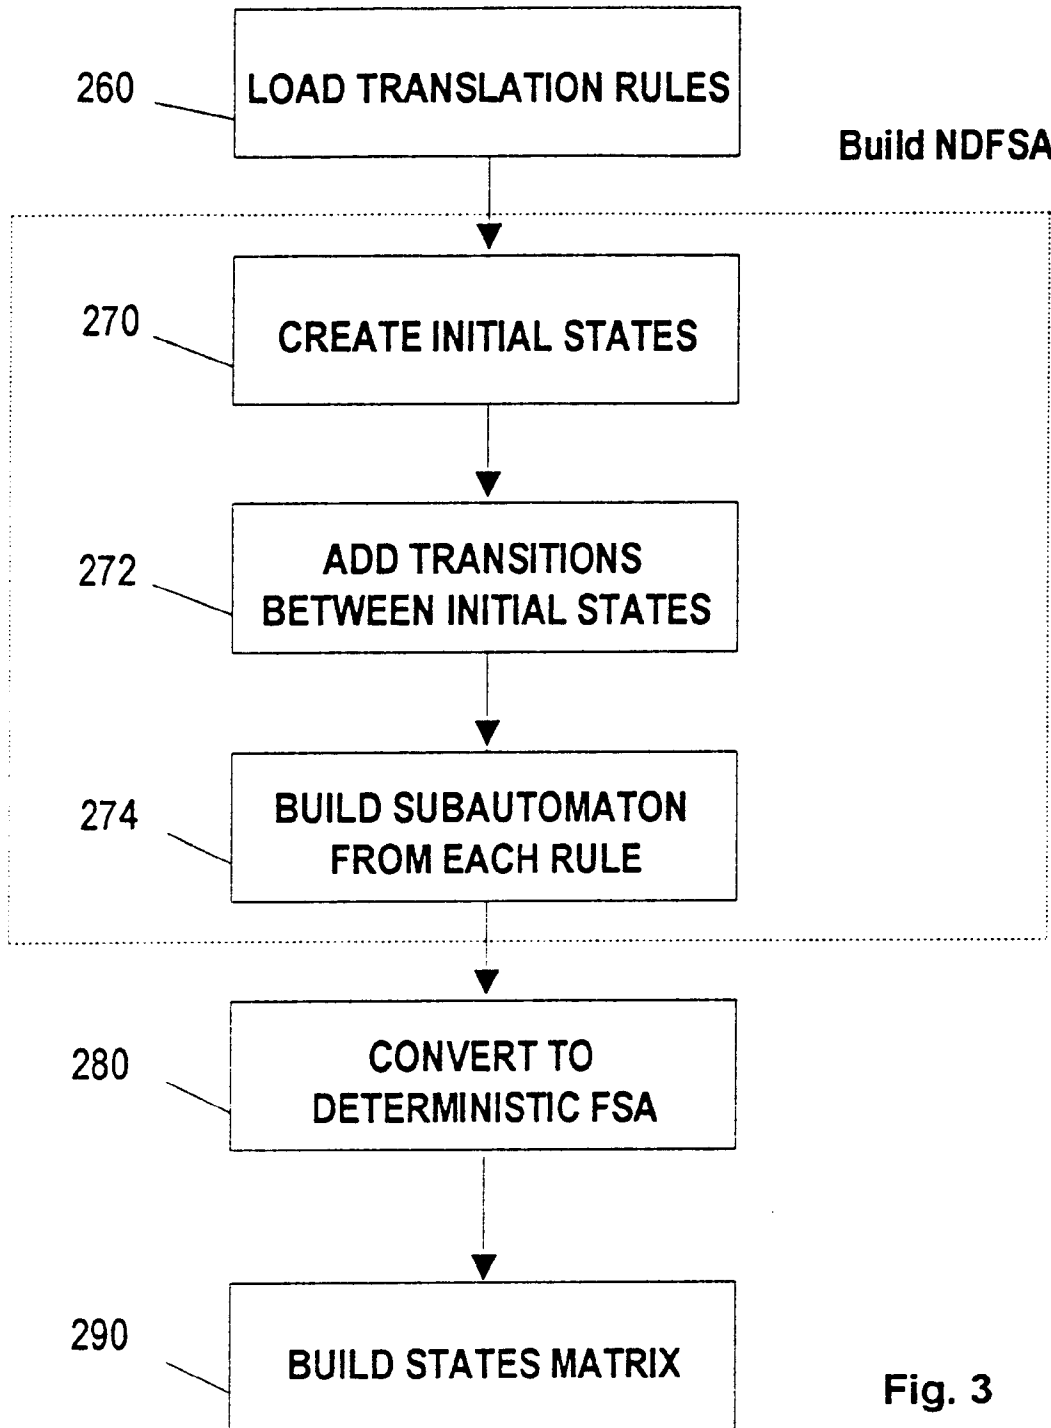 260
LOAD TRANSLATION RULES
Build NDFSA
270
CREATE INITIAL STATES
272
ADD TRANSITIONS
BETWEEN INITIAL STATES
274
BUILD SUBAUTOMATON
FROM EACH RULE
280
CONVERT TO
DETERMINISTIC FSA
290
BUILD STATES MATRIX
Fig. 3